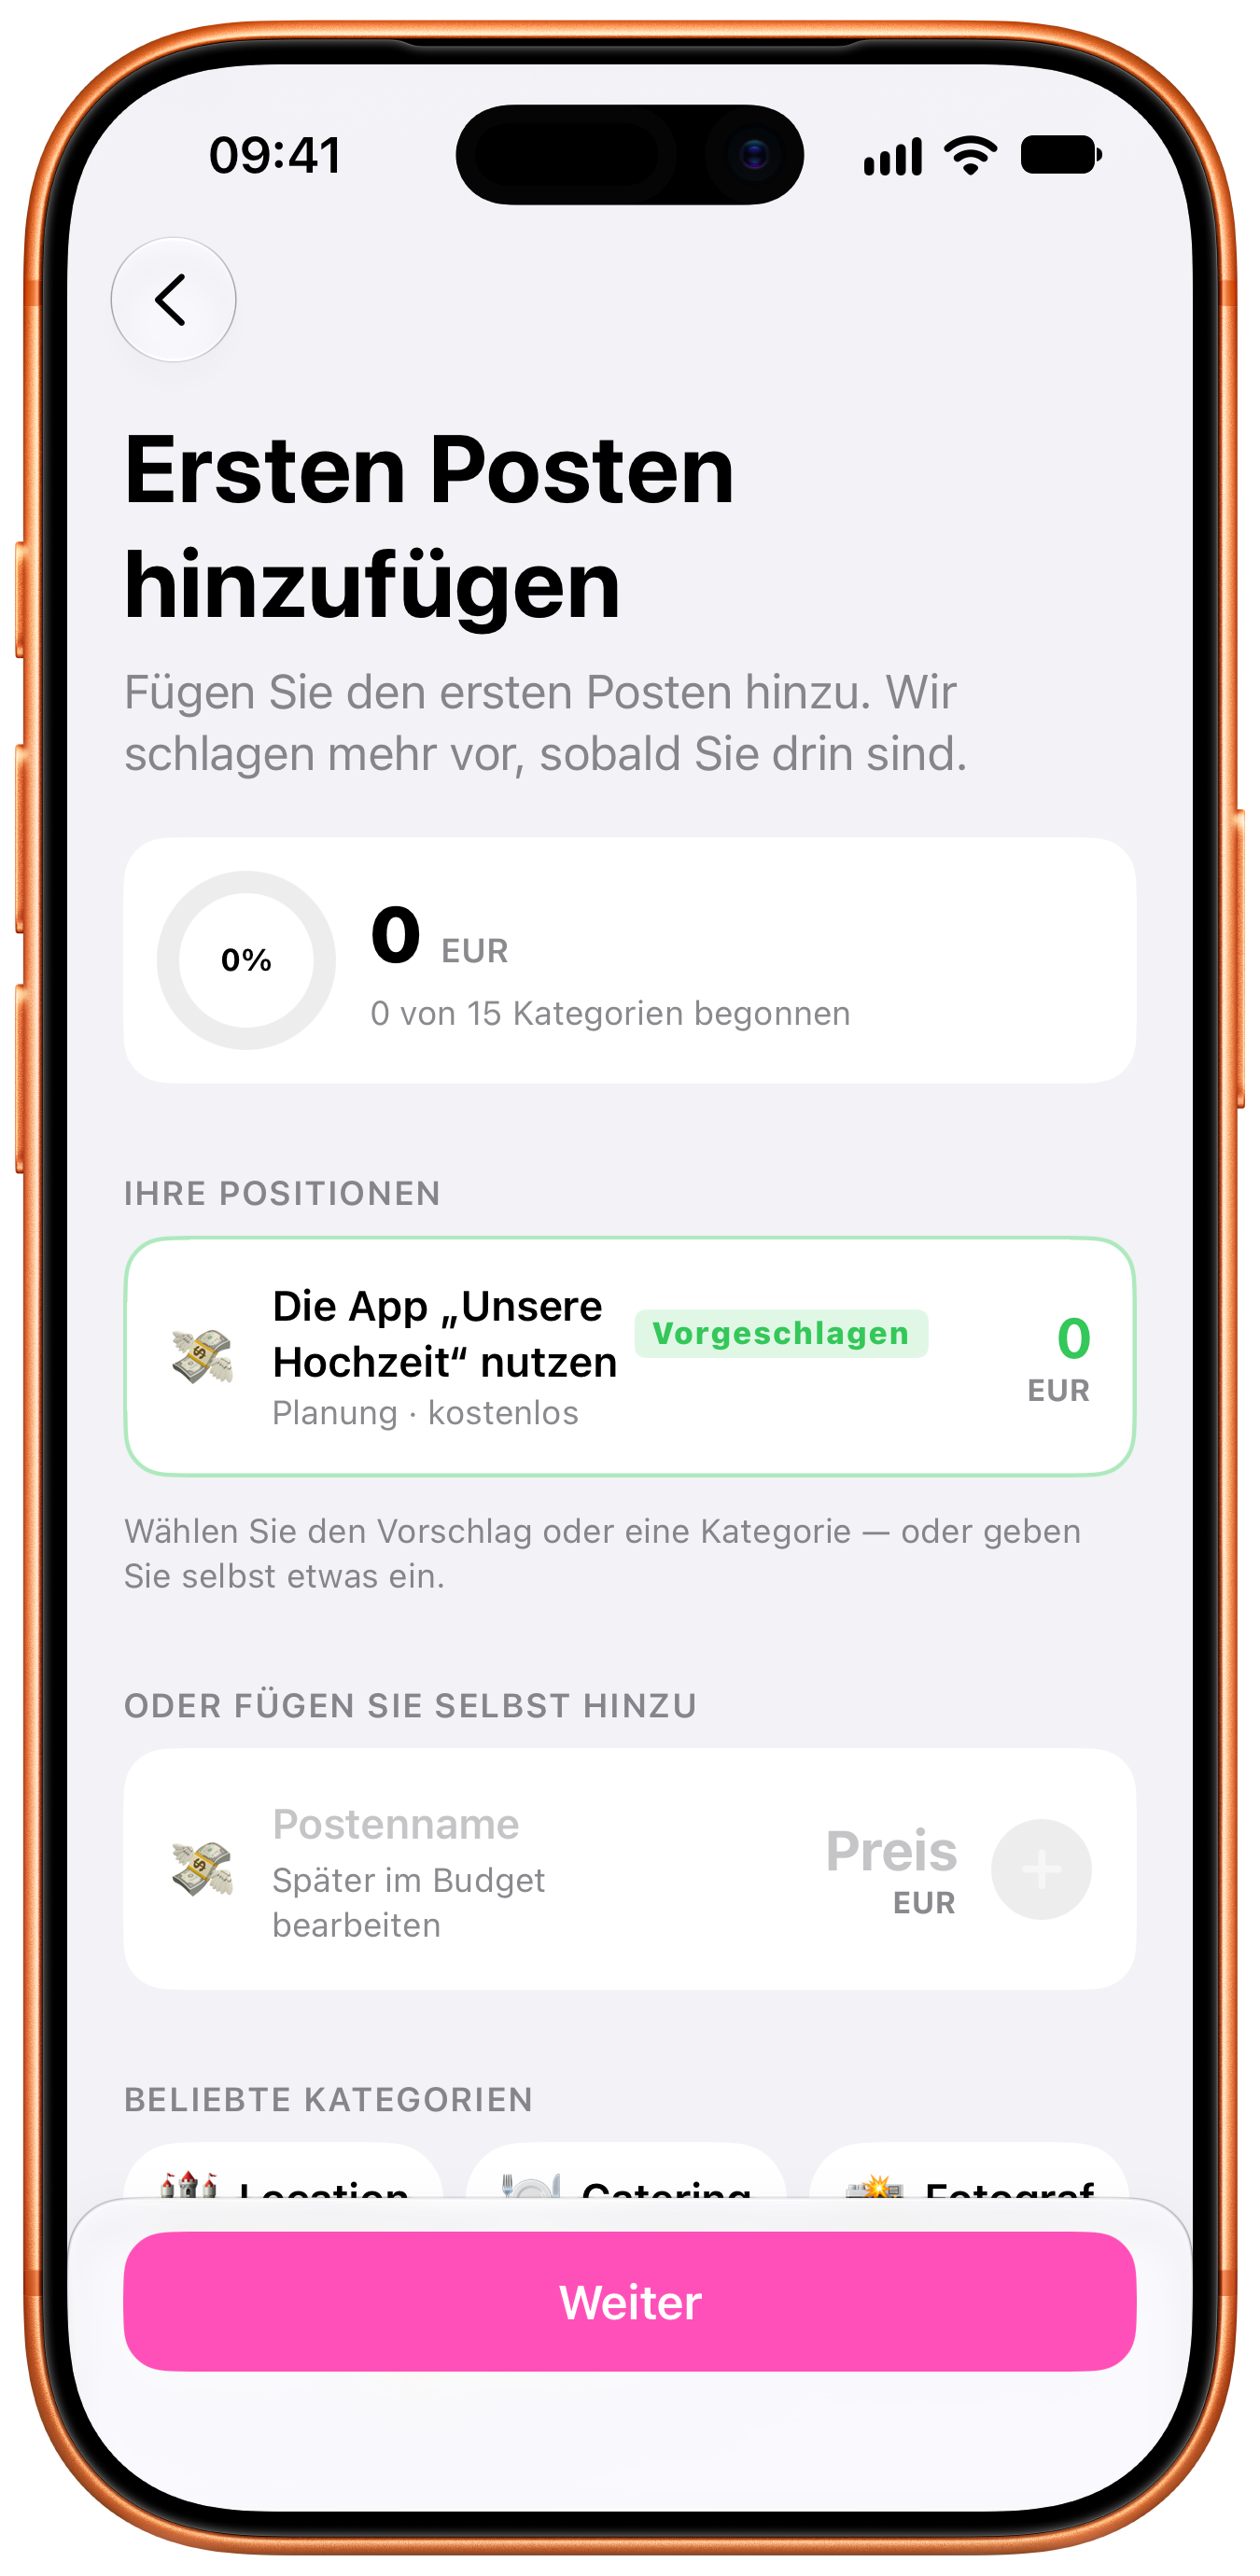 09:41
Ersten Posten
hinzufügen
Fügen Sie den ersten Posten hinzu. Wir
schlagen mehr vor, sobald Sie drin sind.
0%
0 EUR
0 von 15 Kategorien begonnen
IHRE POSITIONEN
Die App „Unsere
Hochzeit“ nutzen
Vorgeschlagen
Planung · kostenlos
0
EUR
Wählen Sie den Vorschlag oder eine Kategorie — oder geben
Sie selbst etwas ein.
ODER FÜGEN SIE SELBST HINZU
Postenname
Später im Budget
bearbeiten
Preis
EUR
BELIEBTE KATEGORIEN
Location Catering Fotograf
Weiter